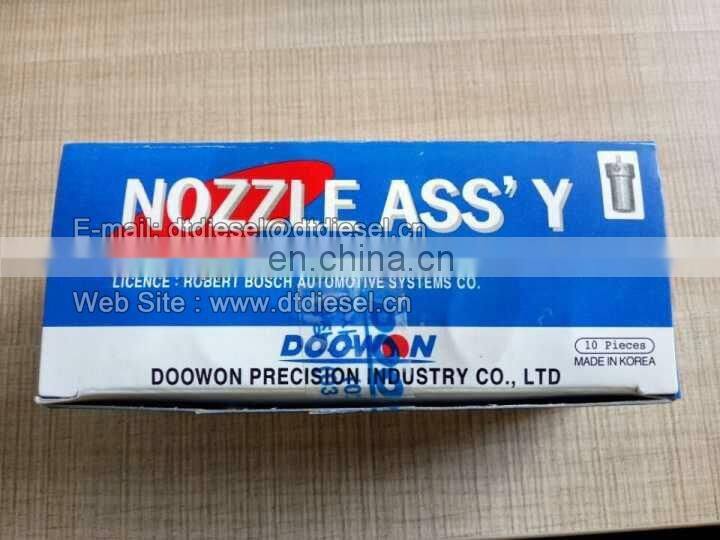 NOZZLE ASS' Y
E-mail: dtdiesel@dtdiesel.cn
en.china.cn
LICENCE : ROBERT BOSCH AUTOMOTIVE SYSTEMS CO.
Web Site : www.dtdiesel.cn
DOOWON
10 Pieces
MADE IN KOREA
DOOWON PRECISION INDUSTRY CO., LTD